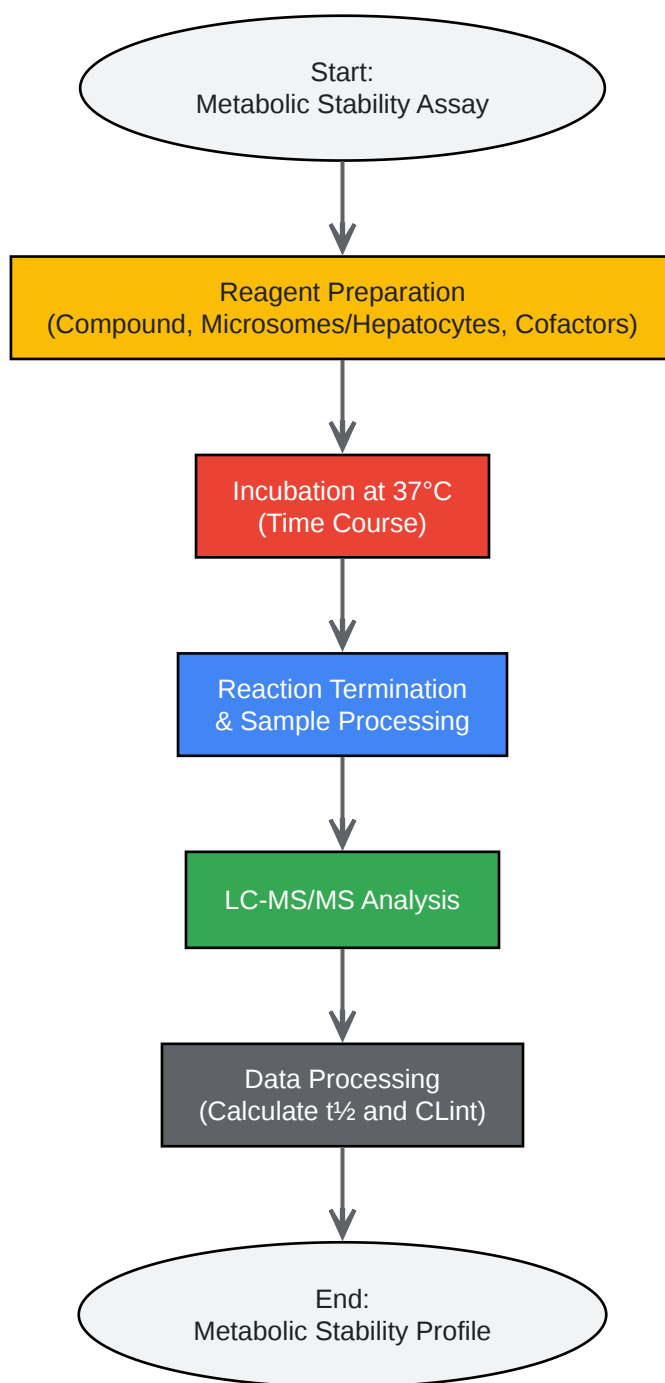 Start:
Metabolic Stability Assay
Reagent Preparation
(Compound, Microsomes/Hepatocytes, Cofactors)
Incubation at 37°C
(Time Course)
Reaction Termination
& Sample Processing
LC-MS/MS Analysis
Data Processing
(Calculate t½ and CLint)
End:
Metabolic Stability Profile